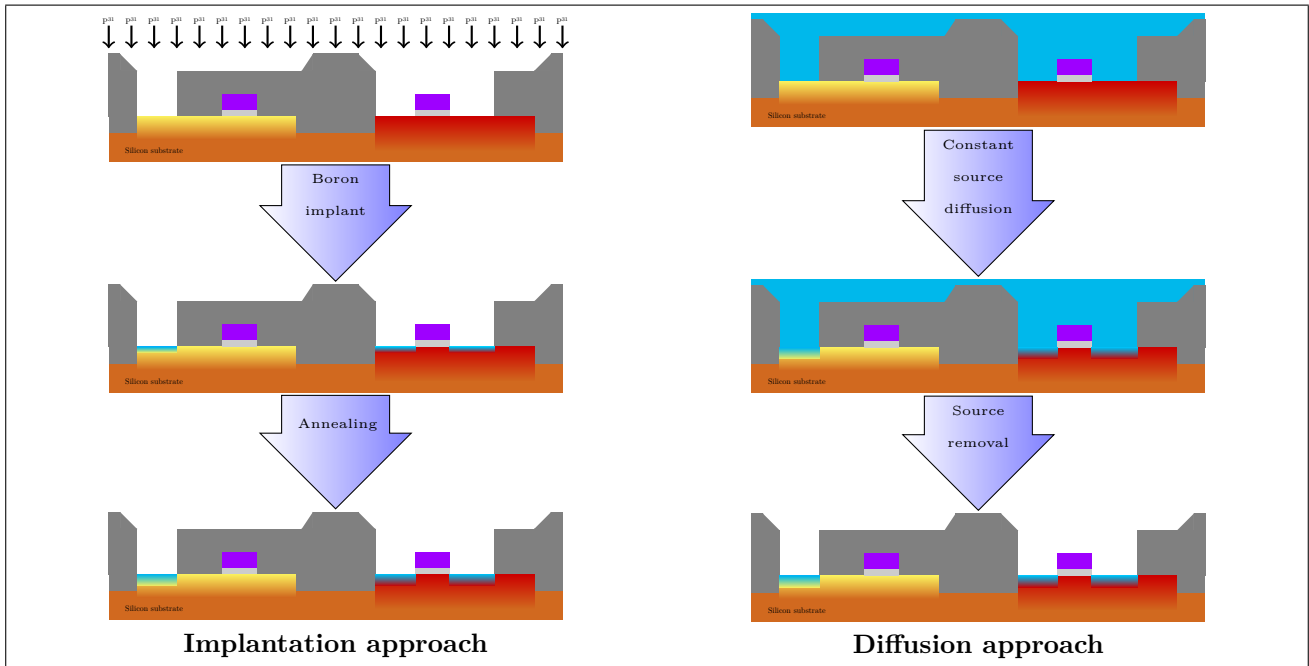 P³¹ P³¹ P³¹ P³¹ P³¹ P³¹ P³¹ P³¹ P³¹ P³¹ P³¹ P³¹ P³¹ P³¹ P³¹ P³¹ P³¹ P³¹ P³¹ P³¹ P³¹
Silicon substrate
Boron
implant
Silicon substrate
Annealing
Silicon substrate
Implantation approach
Silicon substrate
Constant
source
diffusion
Silicon substrate
Source
removal
Silicon substrate
Diffusion approach